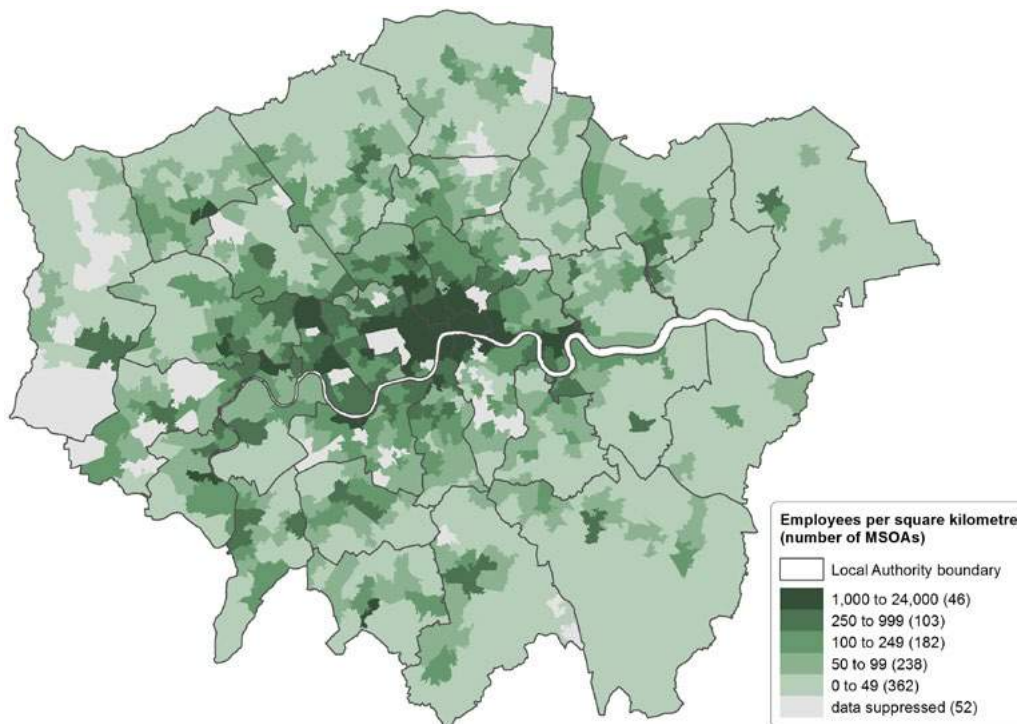 Employees per square kilometre
(number of MSOAs)
Local Authority boundary
1,000 to 24,000 (46)
250 to 999 (103)
100 to 249 (182)
50 to 99 (238)
0 to 49 (362)
data suppressed (52)